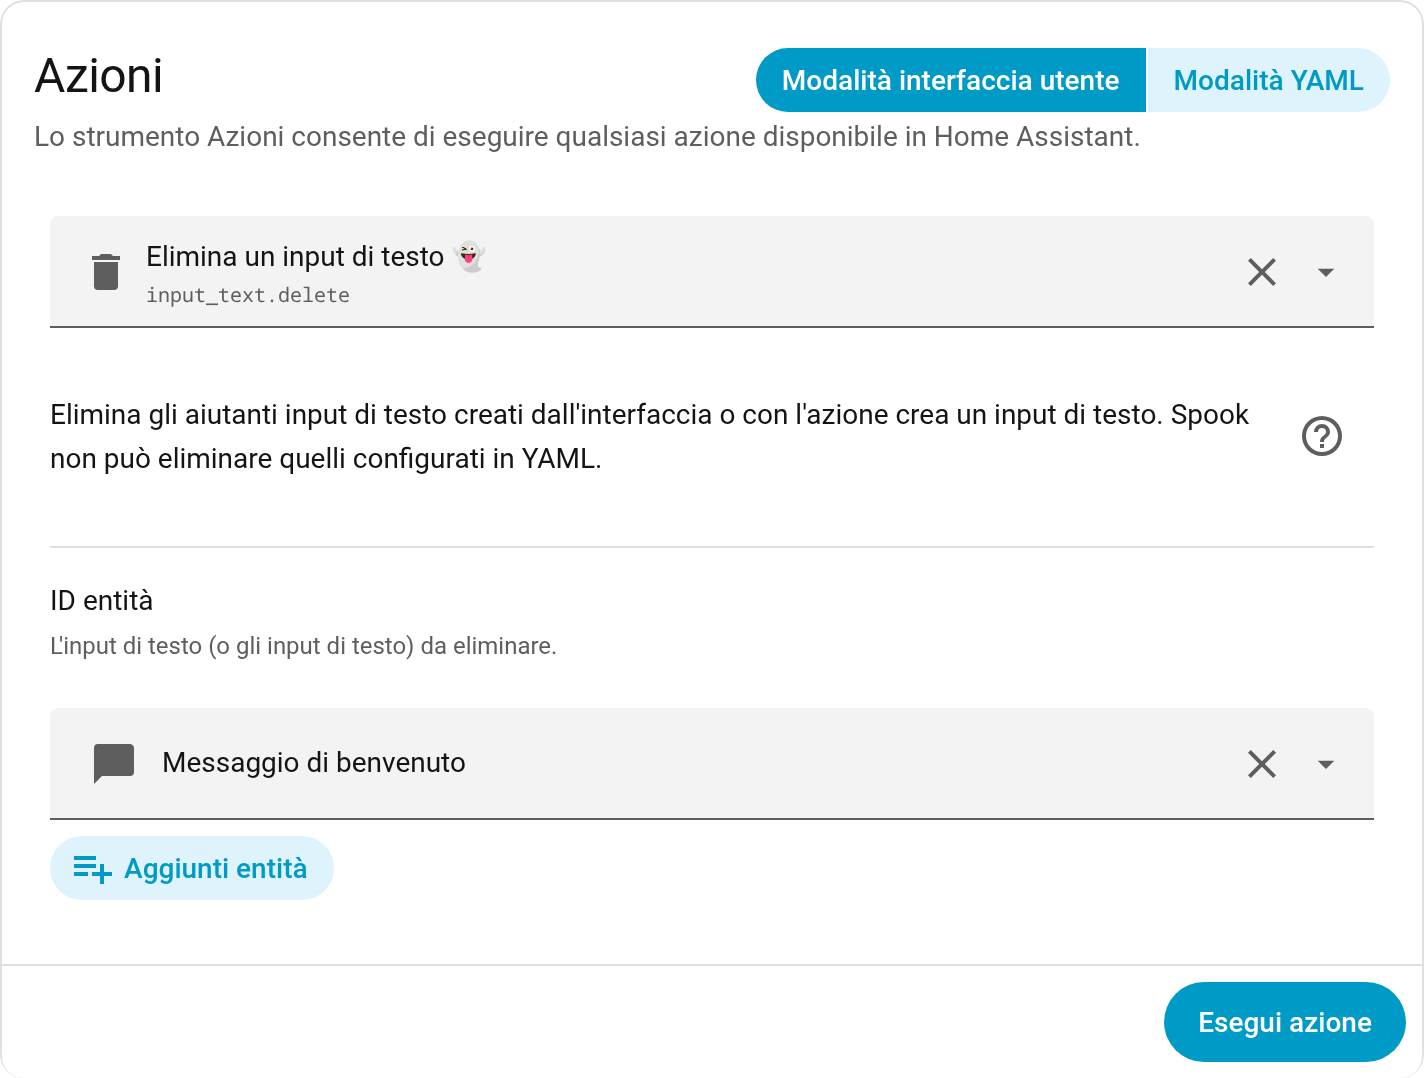 Azioni
Modalità interfaccia utente
Modalità YAML
Lo strumento Azioni consente di eseguire qualsiasi azione disponibile in Home Assistant.
Elimina un input di testo 👻
input_text.delete
Elimina gli aiutanti input di testo creati dall'interfaccia o con l'azione crea un input di testo. Spook
non può eliminare quelli configurati in YAML.
ID entità
L'input di testo (o gli input di testo) da eliminare.
Messaggio di benvenuto
Aggiunti entità
Esegui azione